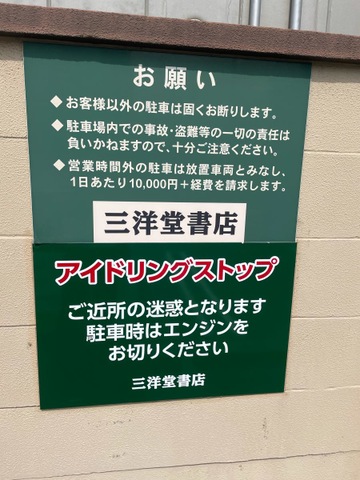 お願い
◆お客様以外の駐車は固くお断りします。
◆駐車場内での事故・盗難等の一切の責任は
負いかねますので、十分ご注意ください。
◆営業時間外の駐車は放置車両とみなし、
1日あたり10,000円＋経費を請求します。
三洋堂書店
アイドリングストップ
ご近所の迷惑となります
駐車時はエンジンを
お切りください
三洋堂書店